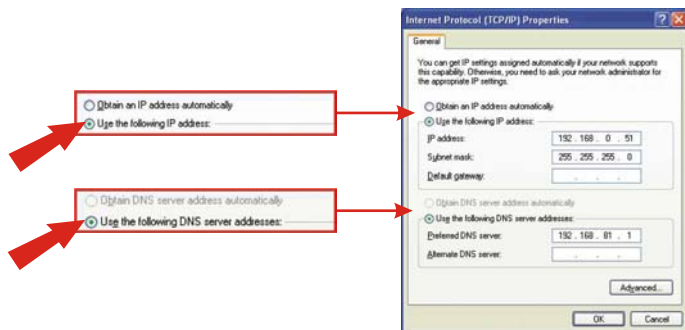 Obtain an IP address automatically
Use the following IP address:
Obtain DNS server address automatically
Use the following DNS server addresses:
Internet Protocol (TCP/IP) Properties
General
You can get IP settings assigned automatically if your network supports
this capability. Otherwise, you need to ask your network administrator for
the appropriate IP settings.
Obtain an IP address automatically
Use the following IP address:
IP address: 192 . 168 . 0 . 51
Subnet mask: 255 . 255 . 255 . 0
Default gateway: . . .
Obtain DNS server address automatically
Use the following DNS server addresses:
Preferred DNS server: 192 . 168 . 81 . 1
Alternate DNS server: . . .
Advanced...
OK Cancel